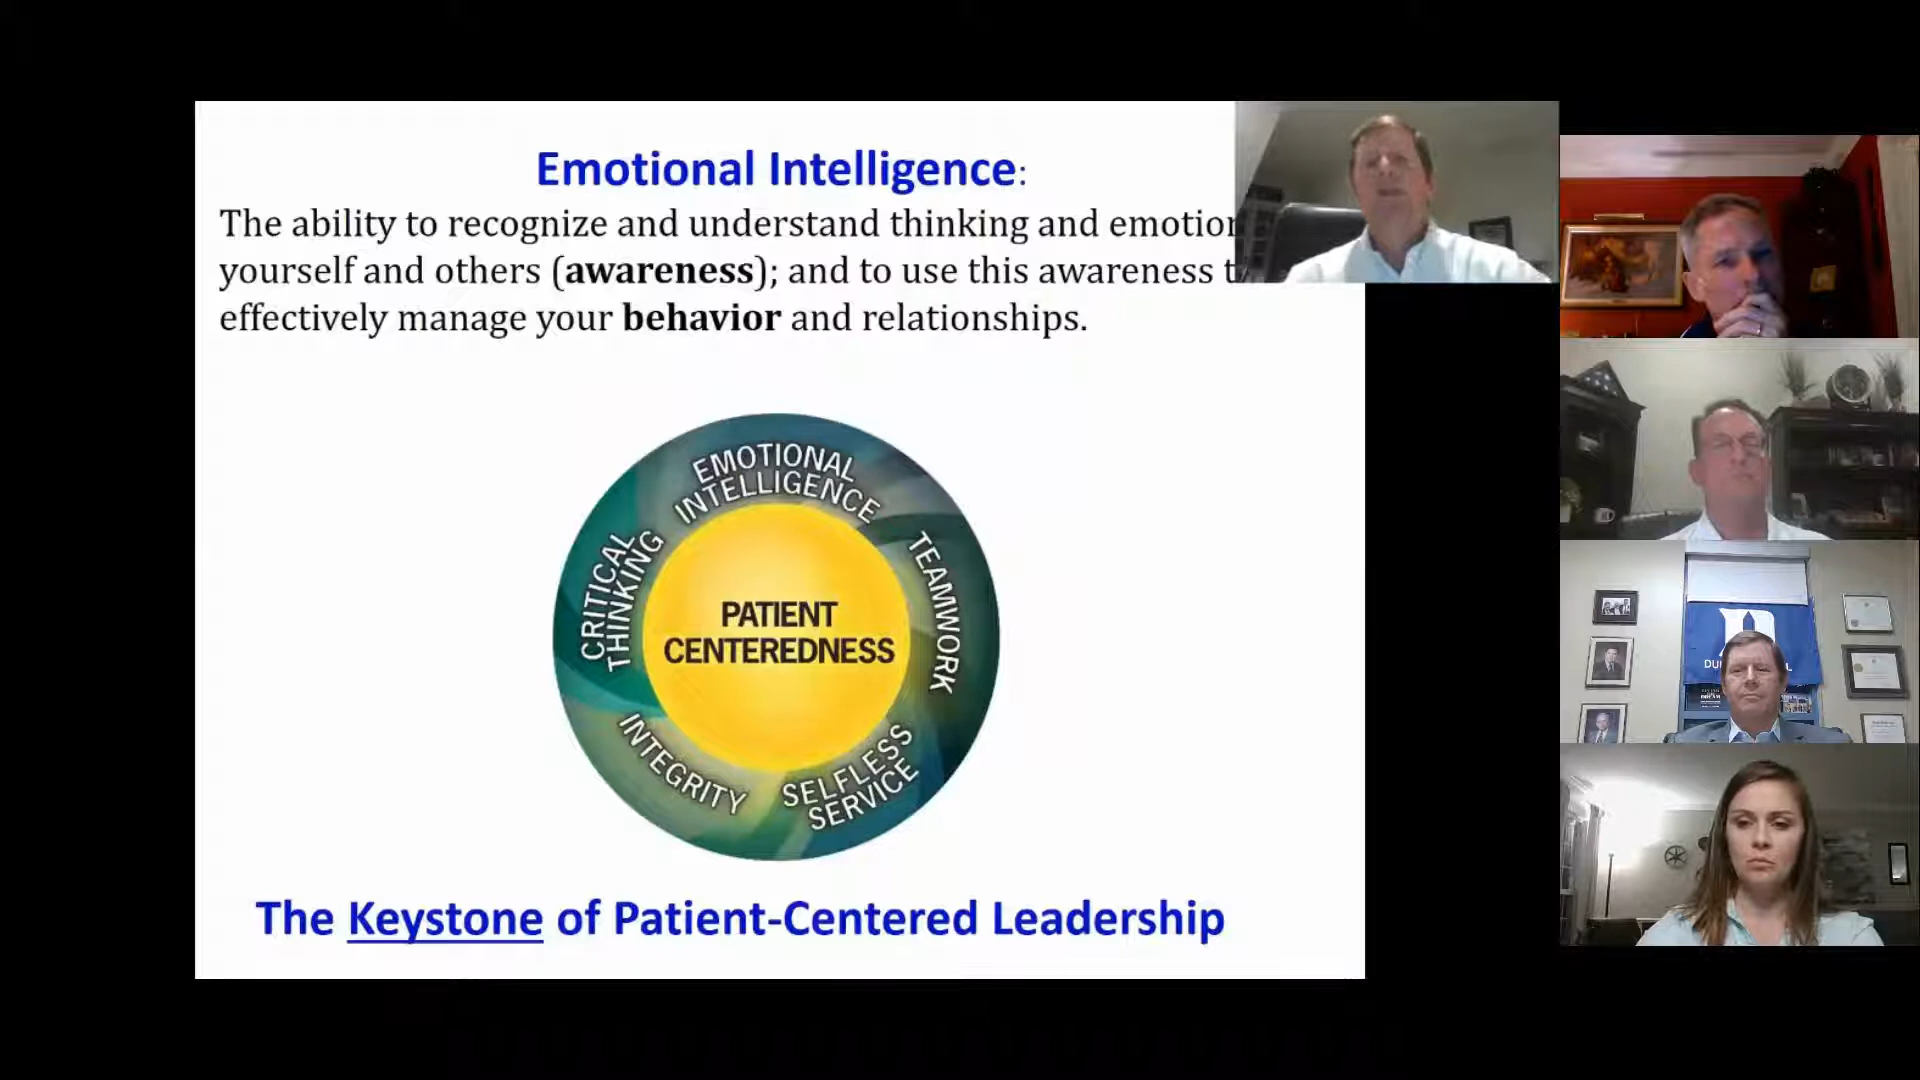 Emotional Intelligence:
The ability to recognize and understand thinking and emotion
yourself and others (awareness); and to use this awareness t
effectively manage your behavior and relationships.
EMOTIONAL
INTELLIGENCE
CRITICAL
THINKING
TEAMWORK
PATIENT
CENTEREDNESS
INTEGRITY
SELFLESS
SERVICE
The Keystone of Patient-Centered Leadership